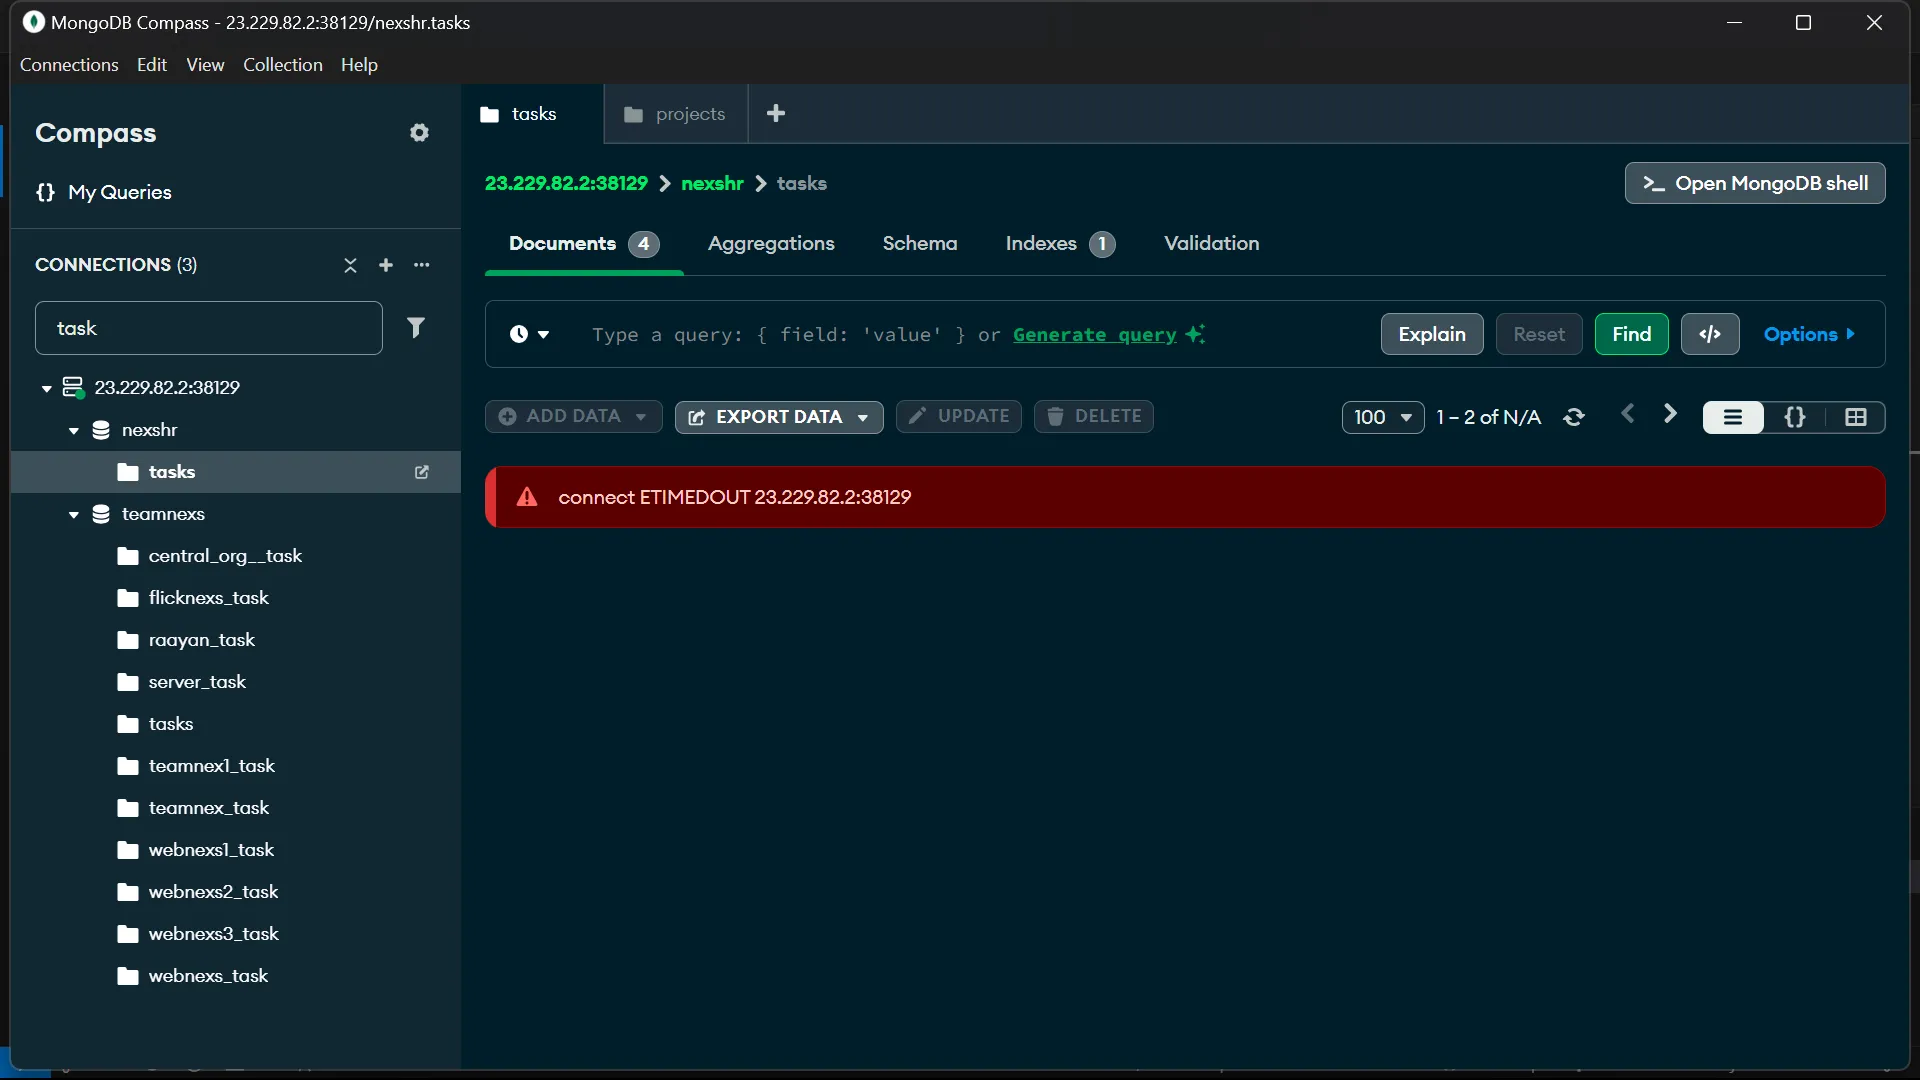 MongoDB Compass - 23.229.82.2:38129/nexshr.tasks
Connections Edit View Collection Help
Compass
{} My Queries
CONNECTIONS (3)
task
23.229.82.2:38129
nexshr
tasks
teamnexs
central_org__task
flicknexs_task
raayan_task
server_task
tasks
teamnex1_task
teamnex_task
webnexs1_task
webnexs2_task
webnexs3_task
webnexs_task
tasks projects
23.229.82.2:38129 > nexshr > tasks
>_ Open MongoDB shell
Documents 4 Aggregations Schema Indexes 1 Validation
Type a query: { field: 'value' } or Generate query
Explain Reset Find </> Options
ADD DATA EXPORT DATA UPDATE DELETE
100 1 – 2 of N/A {}
connect ETIMEDOUT 23.229.82.2:38129